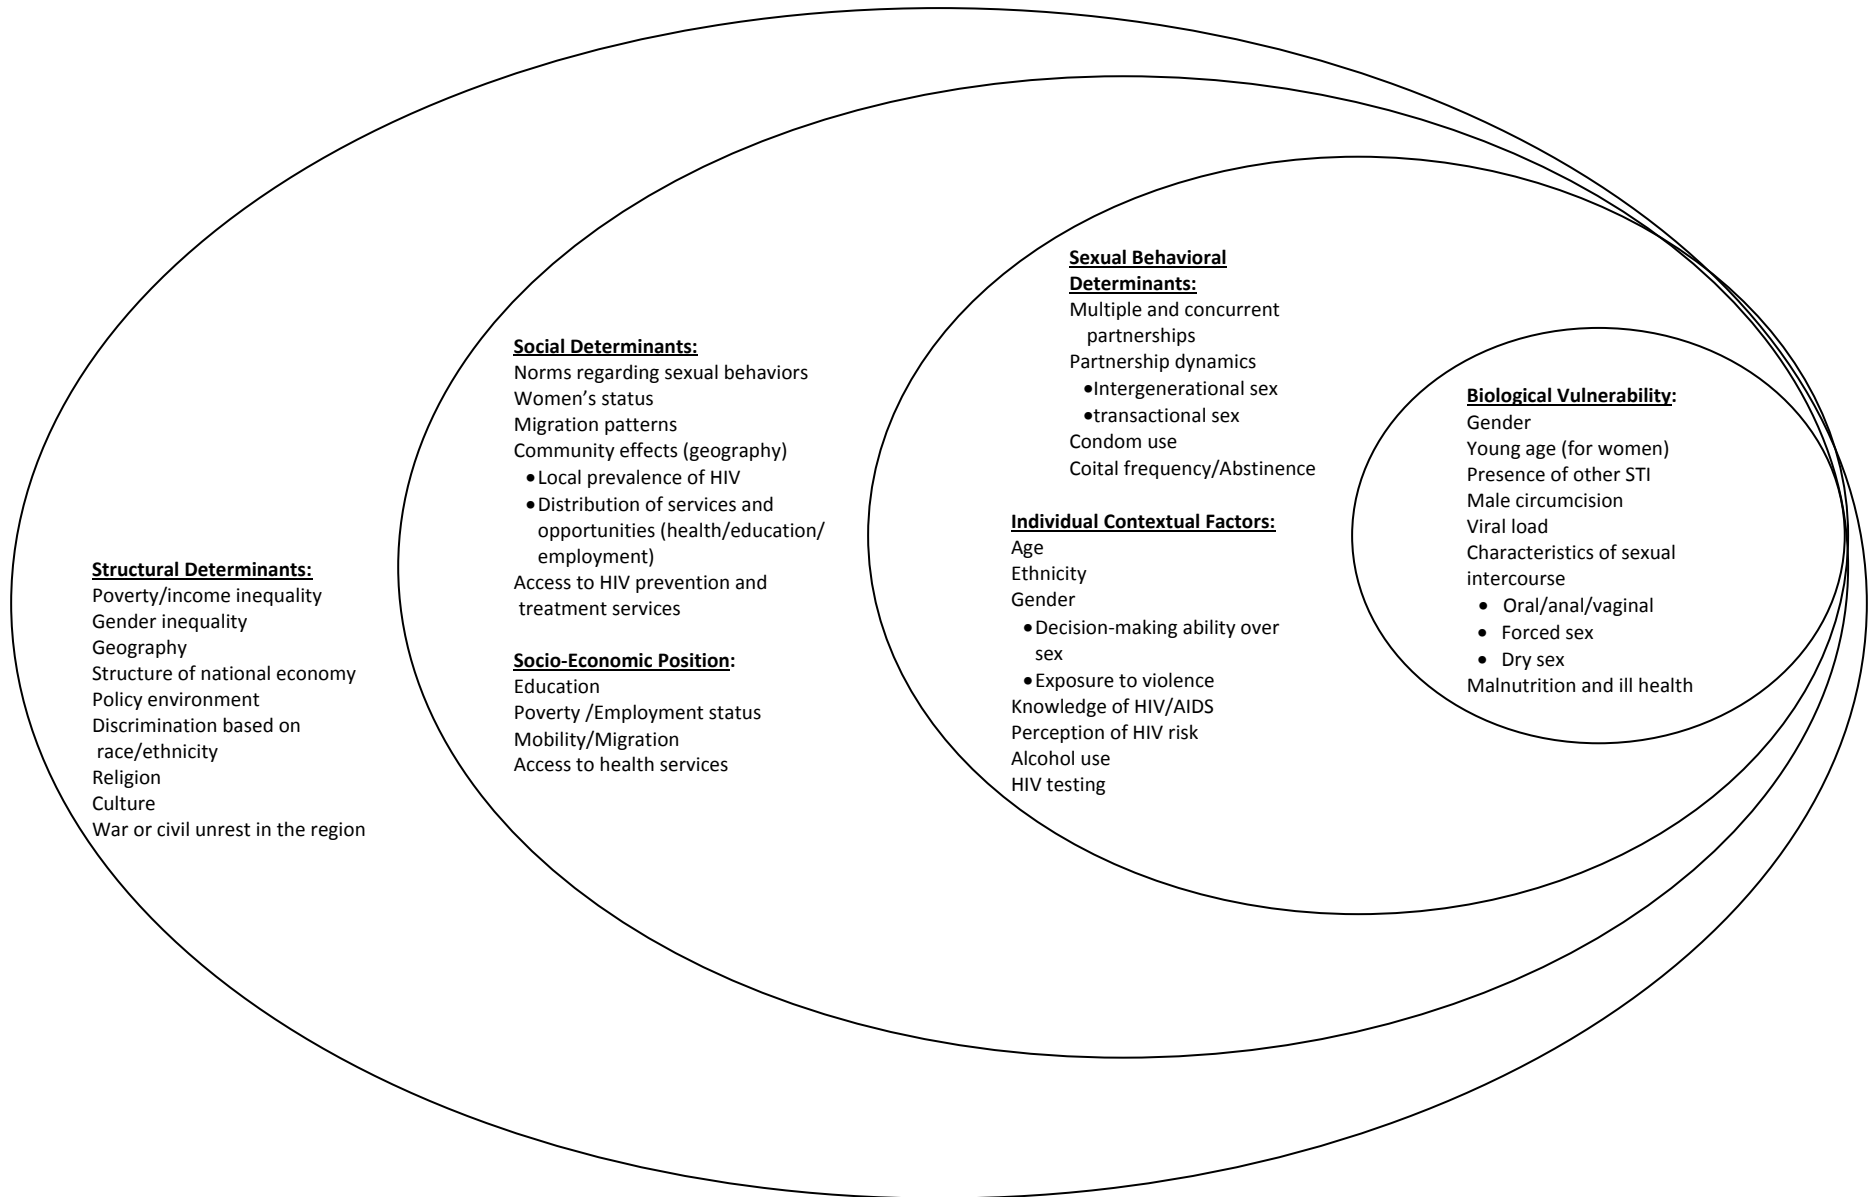 Structural Determinants:
Poverty/income inequality
Gender inequality
Geography
Structure of national economy
Policy environment
Discrimination based on
race/ethnicity
Religion
Culture
War or civil unrest in the region
Social Determinants:
Norms regarding sexual behaviors
Women’s status
Migration patterns
Community effects (geography)
•Local prevalence of HIV
•Distribution of services and
opportunities (health/education/
employment)
Access to HIV prevention and
treatment services
Socio-Economic Position:
Education
Poverty /Employment status
Mobility/Migration
Access to health services
Sexual Behavioral
Determinants:
Multiple and concurrent
partnerships
Partnership dynamics
•Intergenerational sex
•transactional sex
Condom use
Coital frequency/Abstinence
Individual Contextual Factors:
Age
Ethnicity
Gender
•Decision-making ability over
sex
•Exposure to violence
Knowledge of HIV/AIDS
Perception of HIV risk
Alcohol use
HIV testing
Biological Vulnerability:
Gender
Young age (for women)
Presence of other STI
Male circumcision
Viral load
Characteristics of sexual
intercourse
• Oral/anal/vaginal
• Forced sex
• Dry sex
Malnutrition and ill health